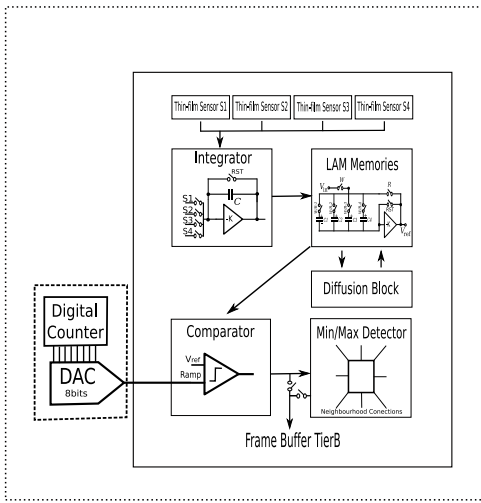 Thin-film Sensor S1 Thin-film Sensor S2 Thin-film Sensor S3 Thin-film Sensor S4
Integrator
RST
C
S1
S2
S3
S4
-K
LAM Memories
Vin
W
R
-K
Vref
Diffusion Block
Digital
Counter
DAC
8bits
Comparator
Vref
Ramp
Min/Max Detector
Neighbourhood Conections
Frame Buffer TierB